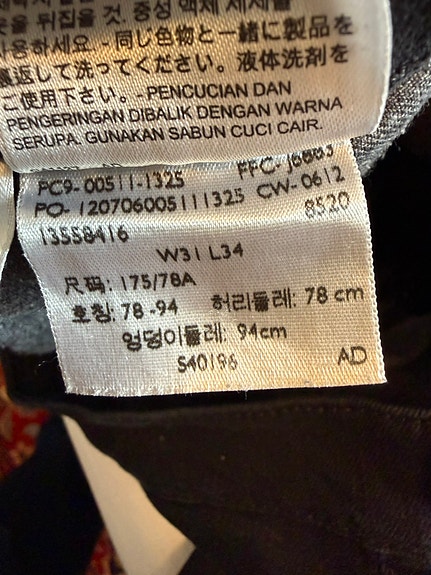 옷을 뒤집을 것. 중성 액체 세제를
사용하세요. - 同じ色物と一緒に製品を
裏返して洗ってください。液体洗剤を
ご使用下さい。-PENCUCIAN DAN
PENGERINGAN DIBALIK DENGAN WARNA
SERUPA. GUNAKAN SABUN CUCI CAIR.
PC9-00511-1325 FFC-J6883
PO-120706005111325 CW-0612
13558416 8520
W31 L34
尺码: 175/78A
호칭: 78-94 허리둘레: 78 cm
엉덩이둘레: 94cm
S40196 AD